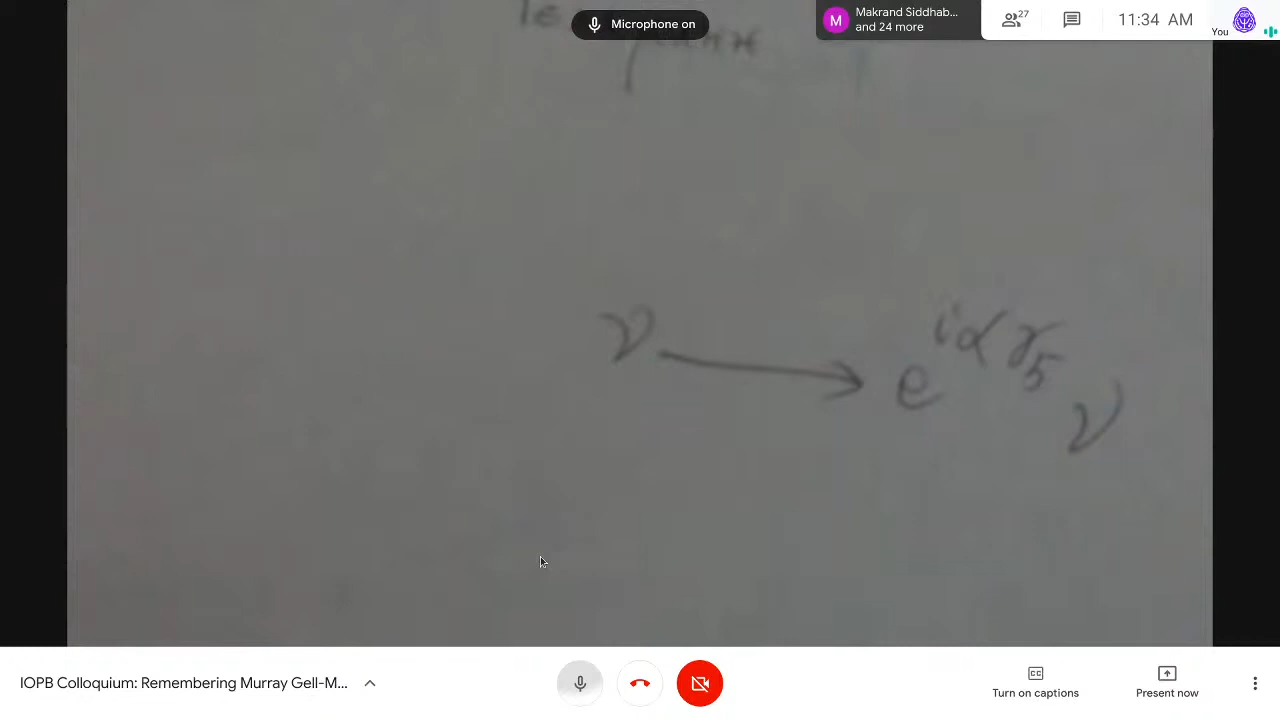 Microphone on
Makrand Siddhab...
and 24 more
27
11:34 AM
You
M
ν → e^{iαγ_5} ν
IOPB Colloquium: Remembering Murray Gell-M...
Turn on captions
Present now